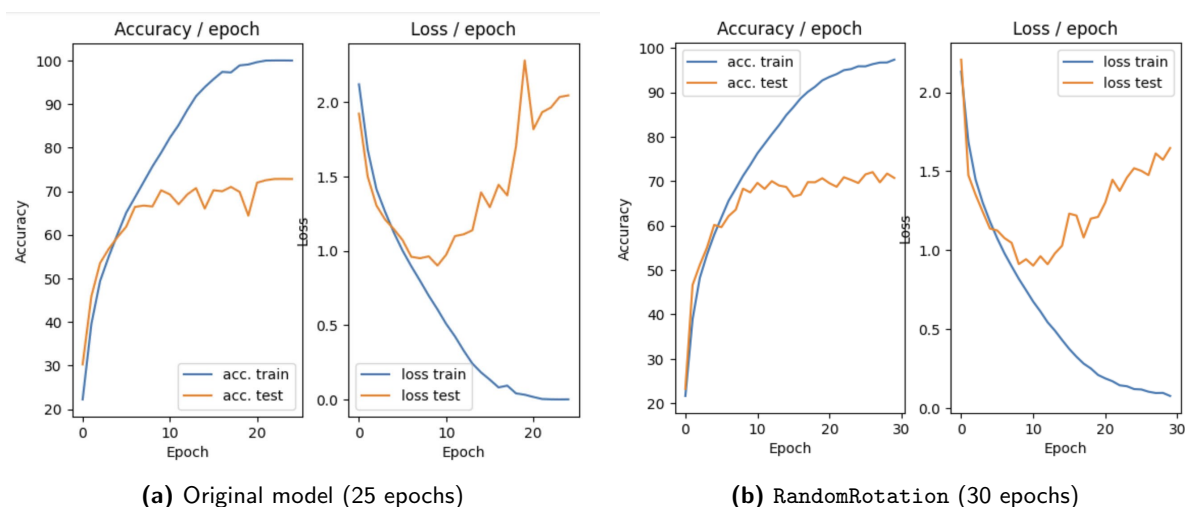 Accuracy / epoch
100
90
80
70
60
50
40
30
20
Accuracy
0
10
20
Epoch
acc. train
acc. test
Loss / epoch
2.0
1.5
1.0
0.5
0.0
Loss
0
10
20
Epoch
loss train
loss test
(a) Original model (25 epochs)
Accuracy / epoch
100
90
80
70
60
50
40
30
20
Accuracy
0
10
20
30
Epoch
acc. train
acc. test
Loss / epoch
2.0
1.5
1.0
0.5
0.0
Loss
0
10
20
30
Epoch
loss train
loss test
(b) RandomRotation (30 epochs)